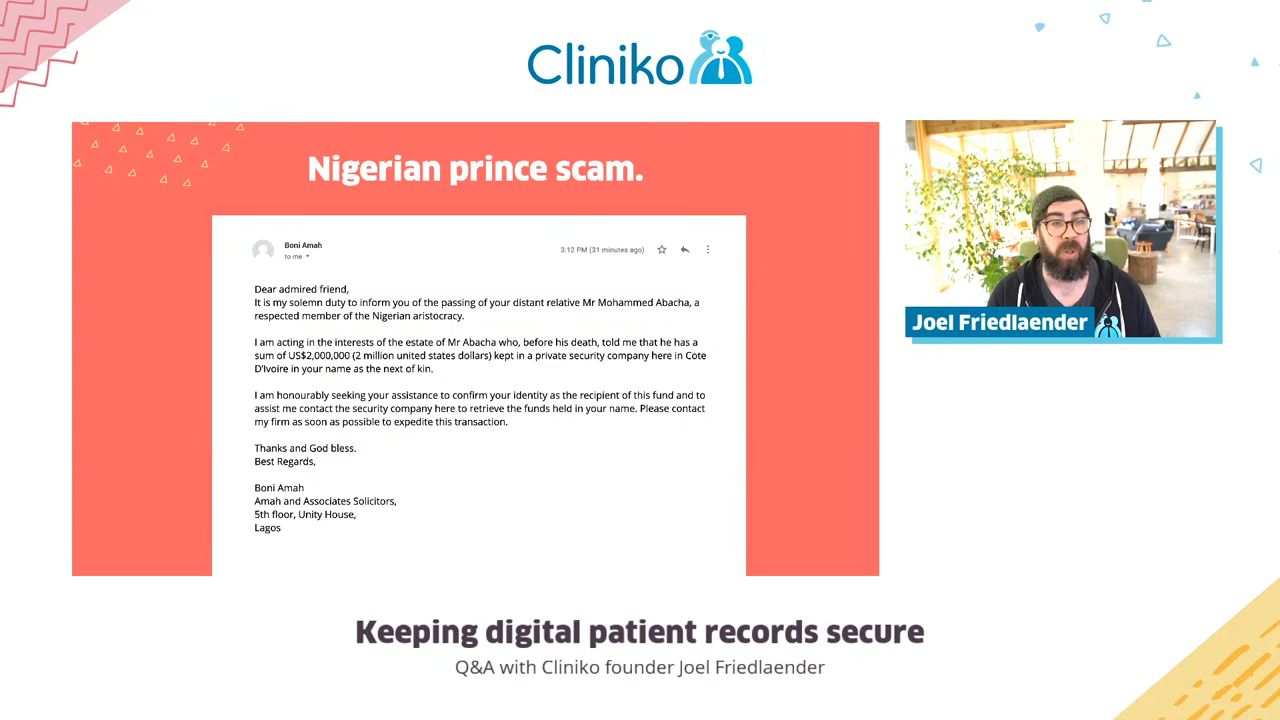 Cliniko
Nigerian prince scam.
Boni Amah
to me
3:12 PM (31 minutes ago)
Dear admired friend,
It is my solemn duty to inform you of the passing of your distant relative Mr Mohammed Abacha, a
respected member of the Nigerian aristocracy.
I am acting in the interests of the estate of Mr Abacha who, before his death, told me that he has a
sum of US$2,000,000 (2 million united states dollars) kept in a private security company here in Cote
D'Ivoire in your name as the next of kin.
I am honourably seeking your assistance to confirm your identity as the recipient of this fund and to
assist me contact the security company here to retrieve the funds held in your name. Please contact
my firm as soon as possible to expedite this transaction.
Thanks and God bless.
Best Regards,
Boni Amah
Amah and Associates Solicitors,
5th floor, Unity House,
Lagos
Joel Friedlaender
Keeping digital patient records secure
Q&A with Cliniko founder Joel Friedlaender